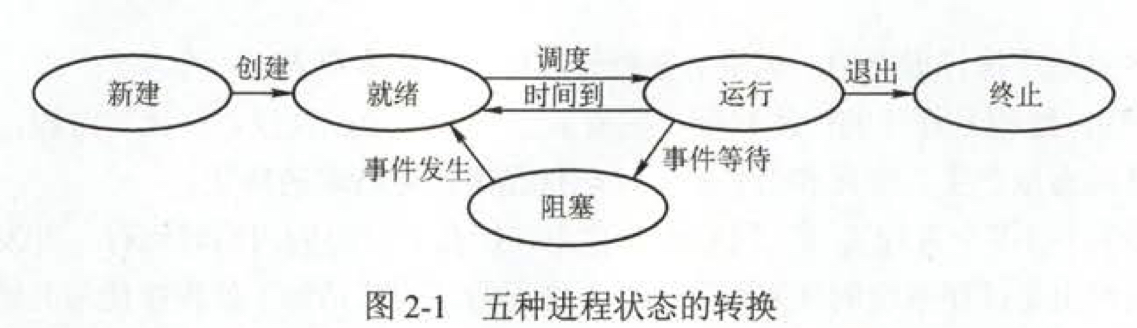 创建
调度
退出
新建
就绪
时间到
运行
终止
事件发生
事件等待
阻塞
图 2-1 五种进程状态的转换